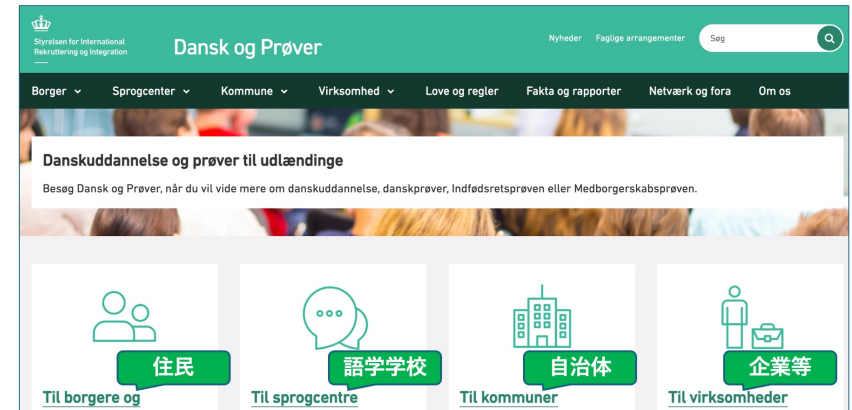 Styrelsen for International
Rekruttering og Integration
Dansk og Prøver
Nyheder Faglige arrangementer Søg
Borger Sprogcenter Kommune Virksomhed Love og regler Fakta og rapporter Netværk og fora Om os
Danskuddannelse og prøver til udlændinge
Besøg Dansk og Prøver, når du vil vide mere om danskuddannelse, danskprøver, Indfødsretsprøven eller Medborgerskabsprøven.
住民 語学学校 自治体 企業等
Til borgere og Til sprogcentre Til kommuner Til virksomheder